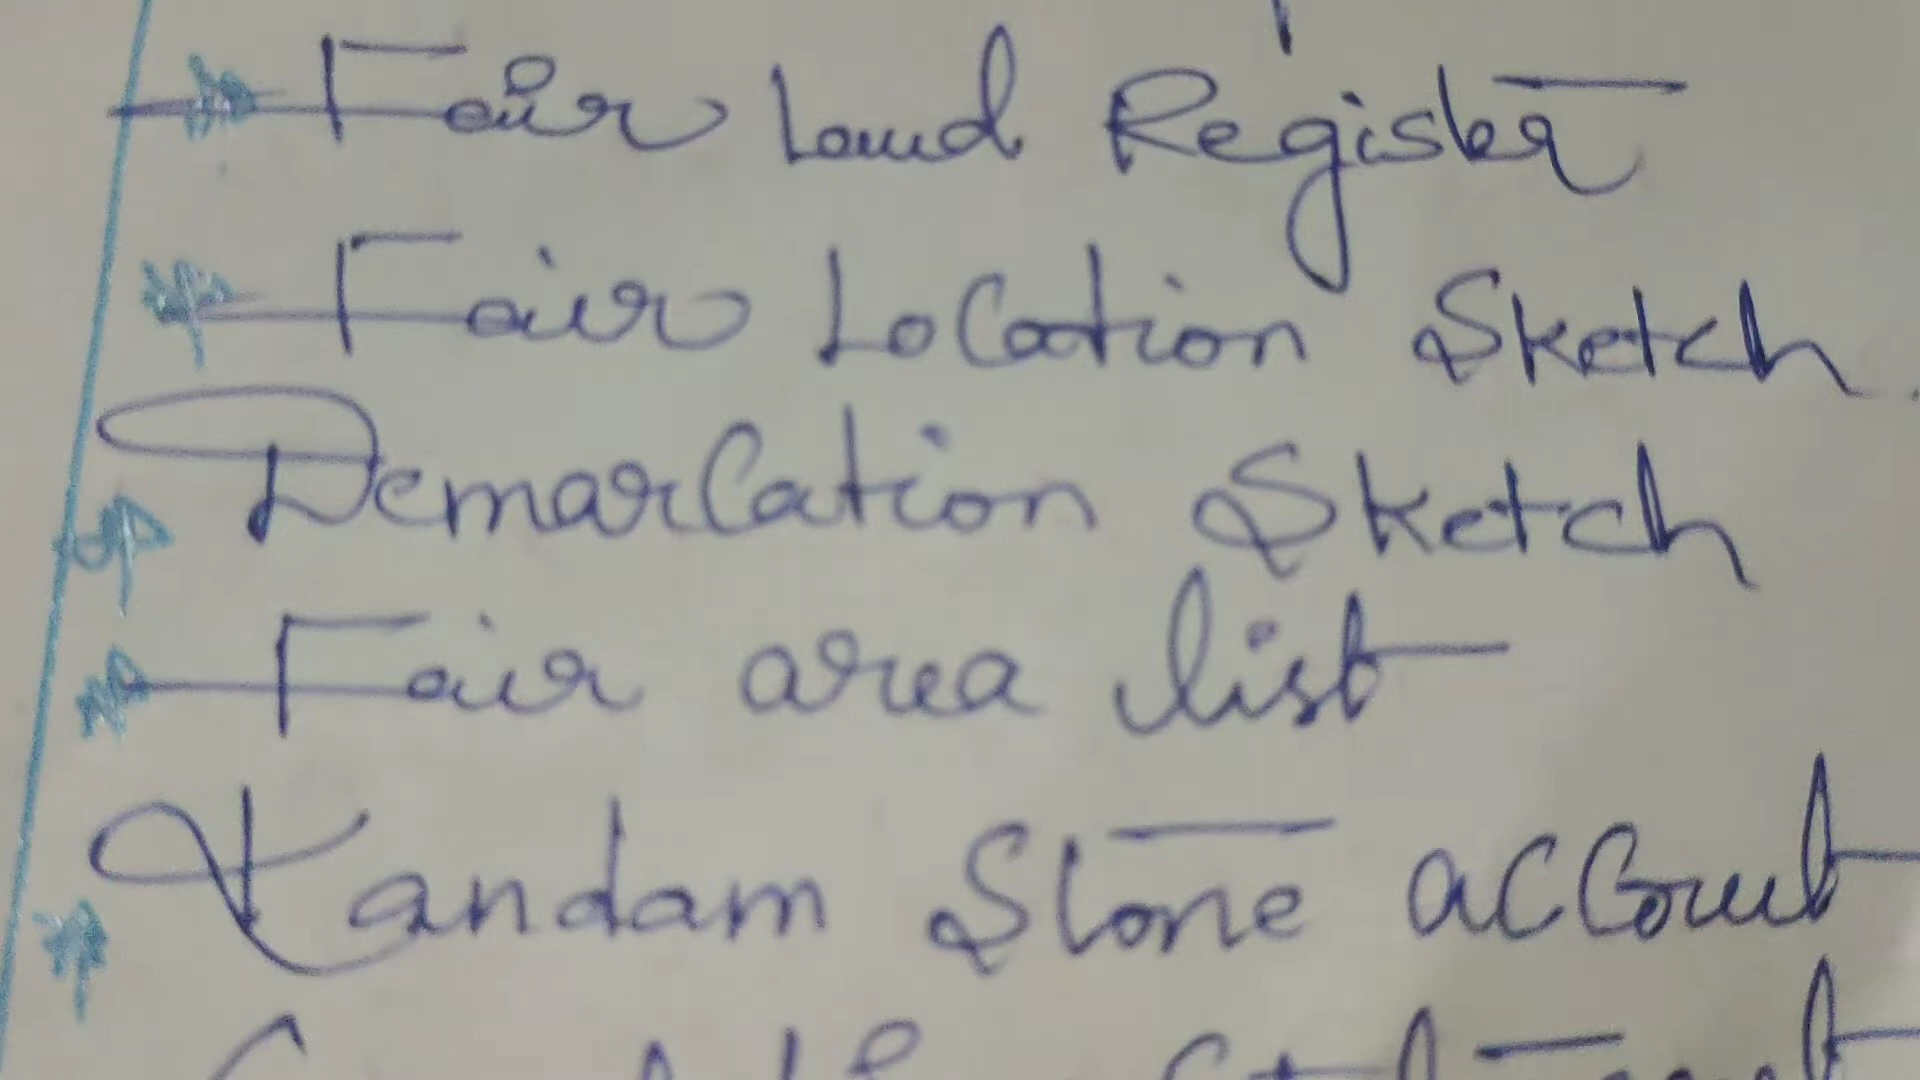 Fair Land Register
Fair Location Sketch
Demarcation Sketch
Fair area list
Kandam Stone account